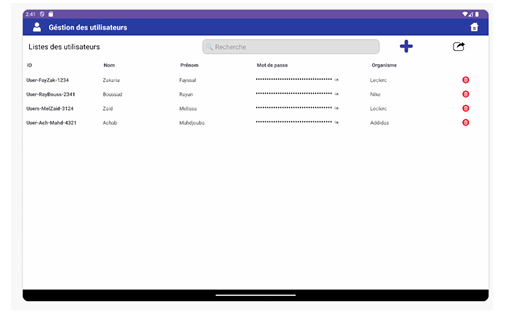 2:41
Géstion des utilisateurs
Listes des utilisateurs
Recherche
ID Nom Prénom Mot de passe Organisme
User-FayZak-1234 Zakaria Fayssal Leclerc
User-RayBouss-2341 Boussad Rayan Nike
Users-MelZaid-3124 Zaid Melissa Leclerc
User-Ach-Mahd-4321 Achab Mahdjouba Addidas